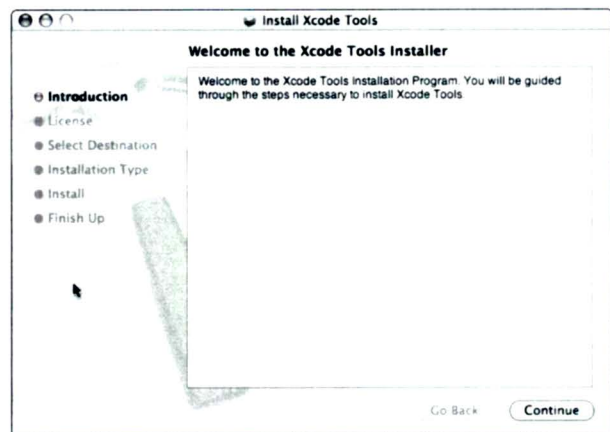 Install Xcode Tools
Welcome to the Xcode Tools Installer
Introduction
License
Select Destination
Installation Type
Install
Finish Up
Welcome to the Xcode Tools Installation Program. You will be guided
through the steps necessary to install Xcode Tools.
Go Back
Continue